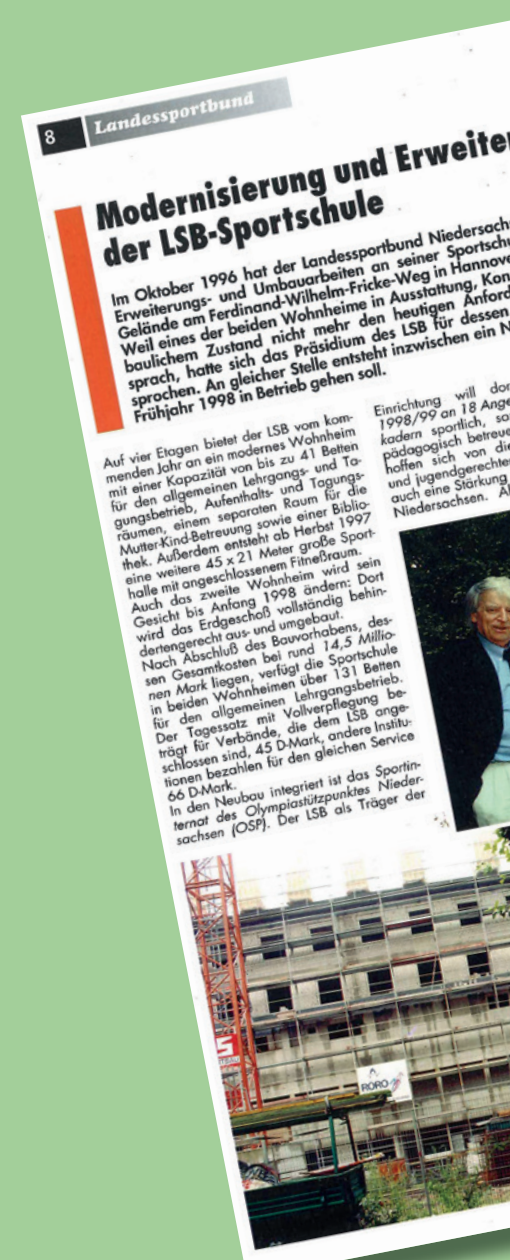 8
Landessportbund
Modernisierung und Erweiter
der LSB-Sportschule
Im Oktober 1996 hat der Landessportbund Niedersach
Erweiterungs- und Umbauarbeiten an seiner Sportschu
Gelände am Ferdinand-Wilhelm-Fricke-Weg in Hannove
Weil eines der beiden Wohnheime in Ausstattung, Kon
baulichem Zustand nicht mehr den heutigen Anford
sprach, hatte sich das Präsidium des LSB für dessen
sprochen. An gleicher Stelle entsteht inzwischen ein N
Frühjahr 1998 in Betrieb gehen soll.
Auf vier Etagen bietet der LSB vom kom-
menden Jahr an ein modernes Wohnheim
mit einer Kapazität von bis zu 41 Betten
für den allgemeinen Lehrgangs- und Ta-
gungsbetrieb, Aufenthalts- und Tagungs-
räumen, einem separaten Raum für die
Mutter-Kind-Betreuung sowie einer Biblio-
thek. Außerdem entsteht ab Herbst 1997
eine weitere 45 x 21 Meter große Sport-
halle mit angeschlossenem Fitneßraum.
Auch das zweite Wohnheim wird sein
Gesicht bis Anfang 1998 ändern: Dort
wird das Erdgeschoß vollständig behin-
dertengerecht aus- und umgebaut.
Nach Abschluß des Bauvorhabens, des-
sen Gesamtkosten bei rund 14,5 Millio-
nen Mark liegen, verfügt die Sportschule
in beiden Wohnheimen über 131 Betten
für den allgemeinen Lehrgangsbetrieb.
Der Tagessatz mit Vollverpflegung be-
trägt für Verbände, die dem LSB ange-
schlossen sind, 45 D-Mark, andere Institu-
tionen bezahlen für den gleichen Service
66 D-Mark.
In den Neubau integriert ist das Sportin-
ternat des Olympiastützpunktes Nieder-
sachsen (OSP). Der LSB als Träger der
Einrichtung will dor
1998/99 an 18 Ange
kadern sportlich, so
pädagogisch betreue
hoffen sich von die
und jugendgerechte
auch eine Stärkung
Niedersachsen. Al
RORO